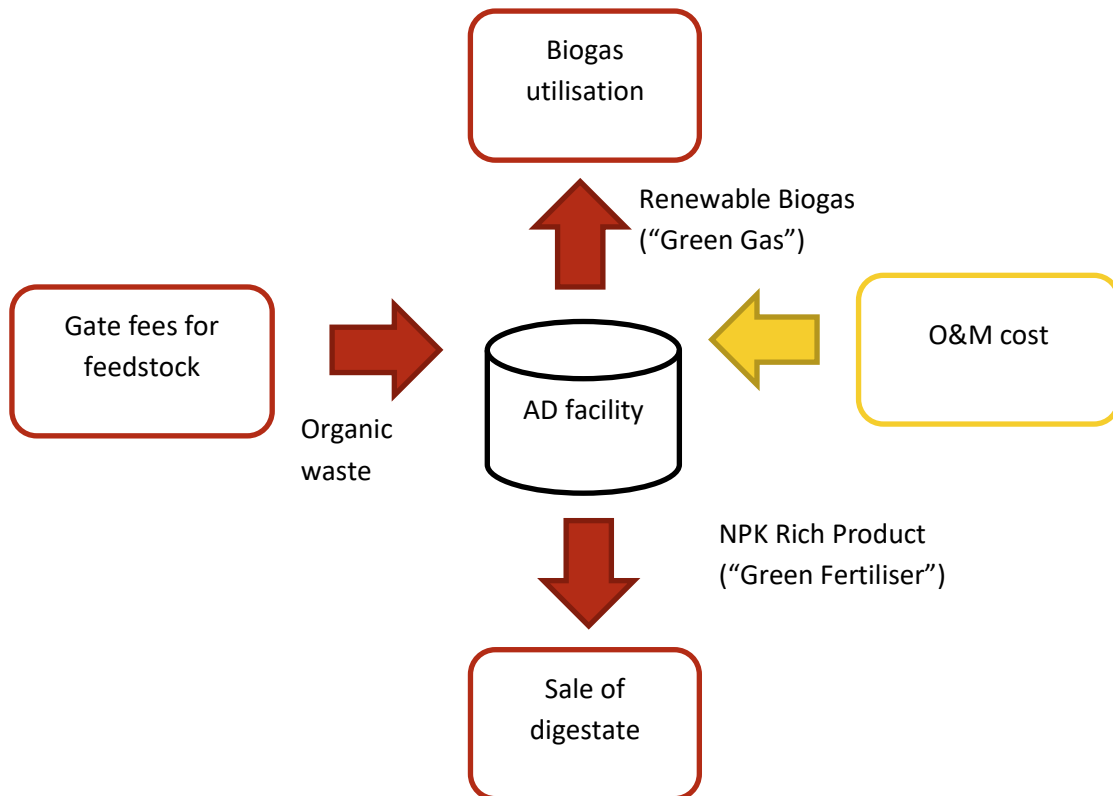 Biogas
utilisation
Renewable Biogas
(“Green Gas”)
Gate fees for
feedstock
O&M cost
AD facility
Organic
waste
NPK Rich Product
(“Green Fertiliser”)
Sale of
digestate